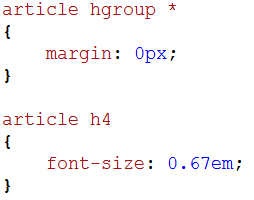 article hgroup *
{
    margin: 0px;
}

article h4
{
    font-size: 0.67em;
}